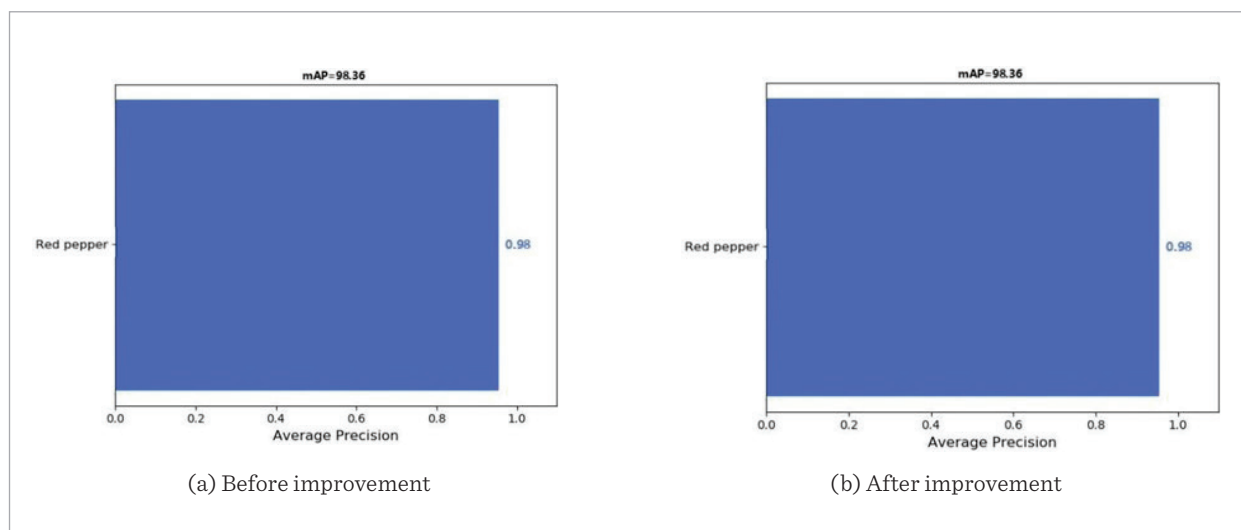 mAP=98.36
Red pepper
0.98
0.0 0.2 0.4 0.6 0.8 1.0
Average Precision
(a) Before improvement
mAP=98.36
Red pepper
0.98
0.0 0.2 0.4 0.6 0.8 1.0
Average Precision
(b) After improvement